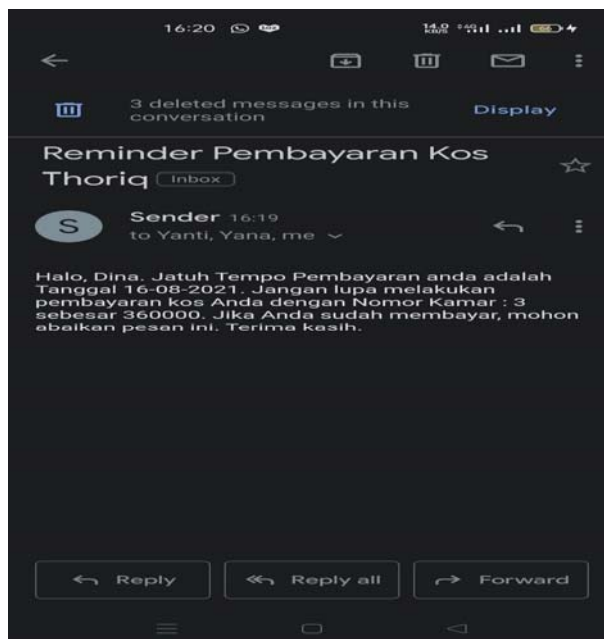 16:20
14.0 KB/S
3 deleted messages in this
conversation
Display
Reminder Pembayaran Kos
Thoriq Inbox
S
Sender 16:19
to Yanti, Yana, me
Halo, Dina. Jatuh Tempo Pembayaran anda adalah
Tanggal 16-08-2021. Jangan lupa melakukan
pembayaran kos Anda dengan Nomor Kamar : 3
sebesar 360000. Jika Anda sudah membayar, mohon
abaikan pesan ini. Terima kasih.
Reply
Reply all
Forward